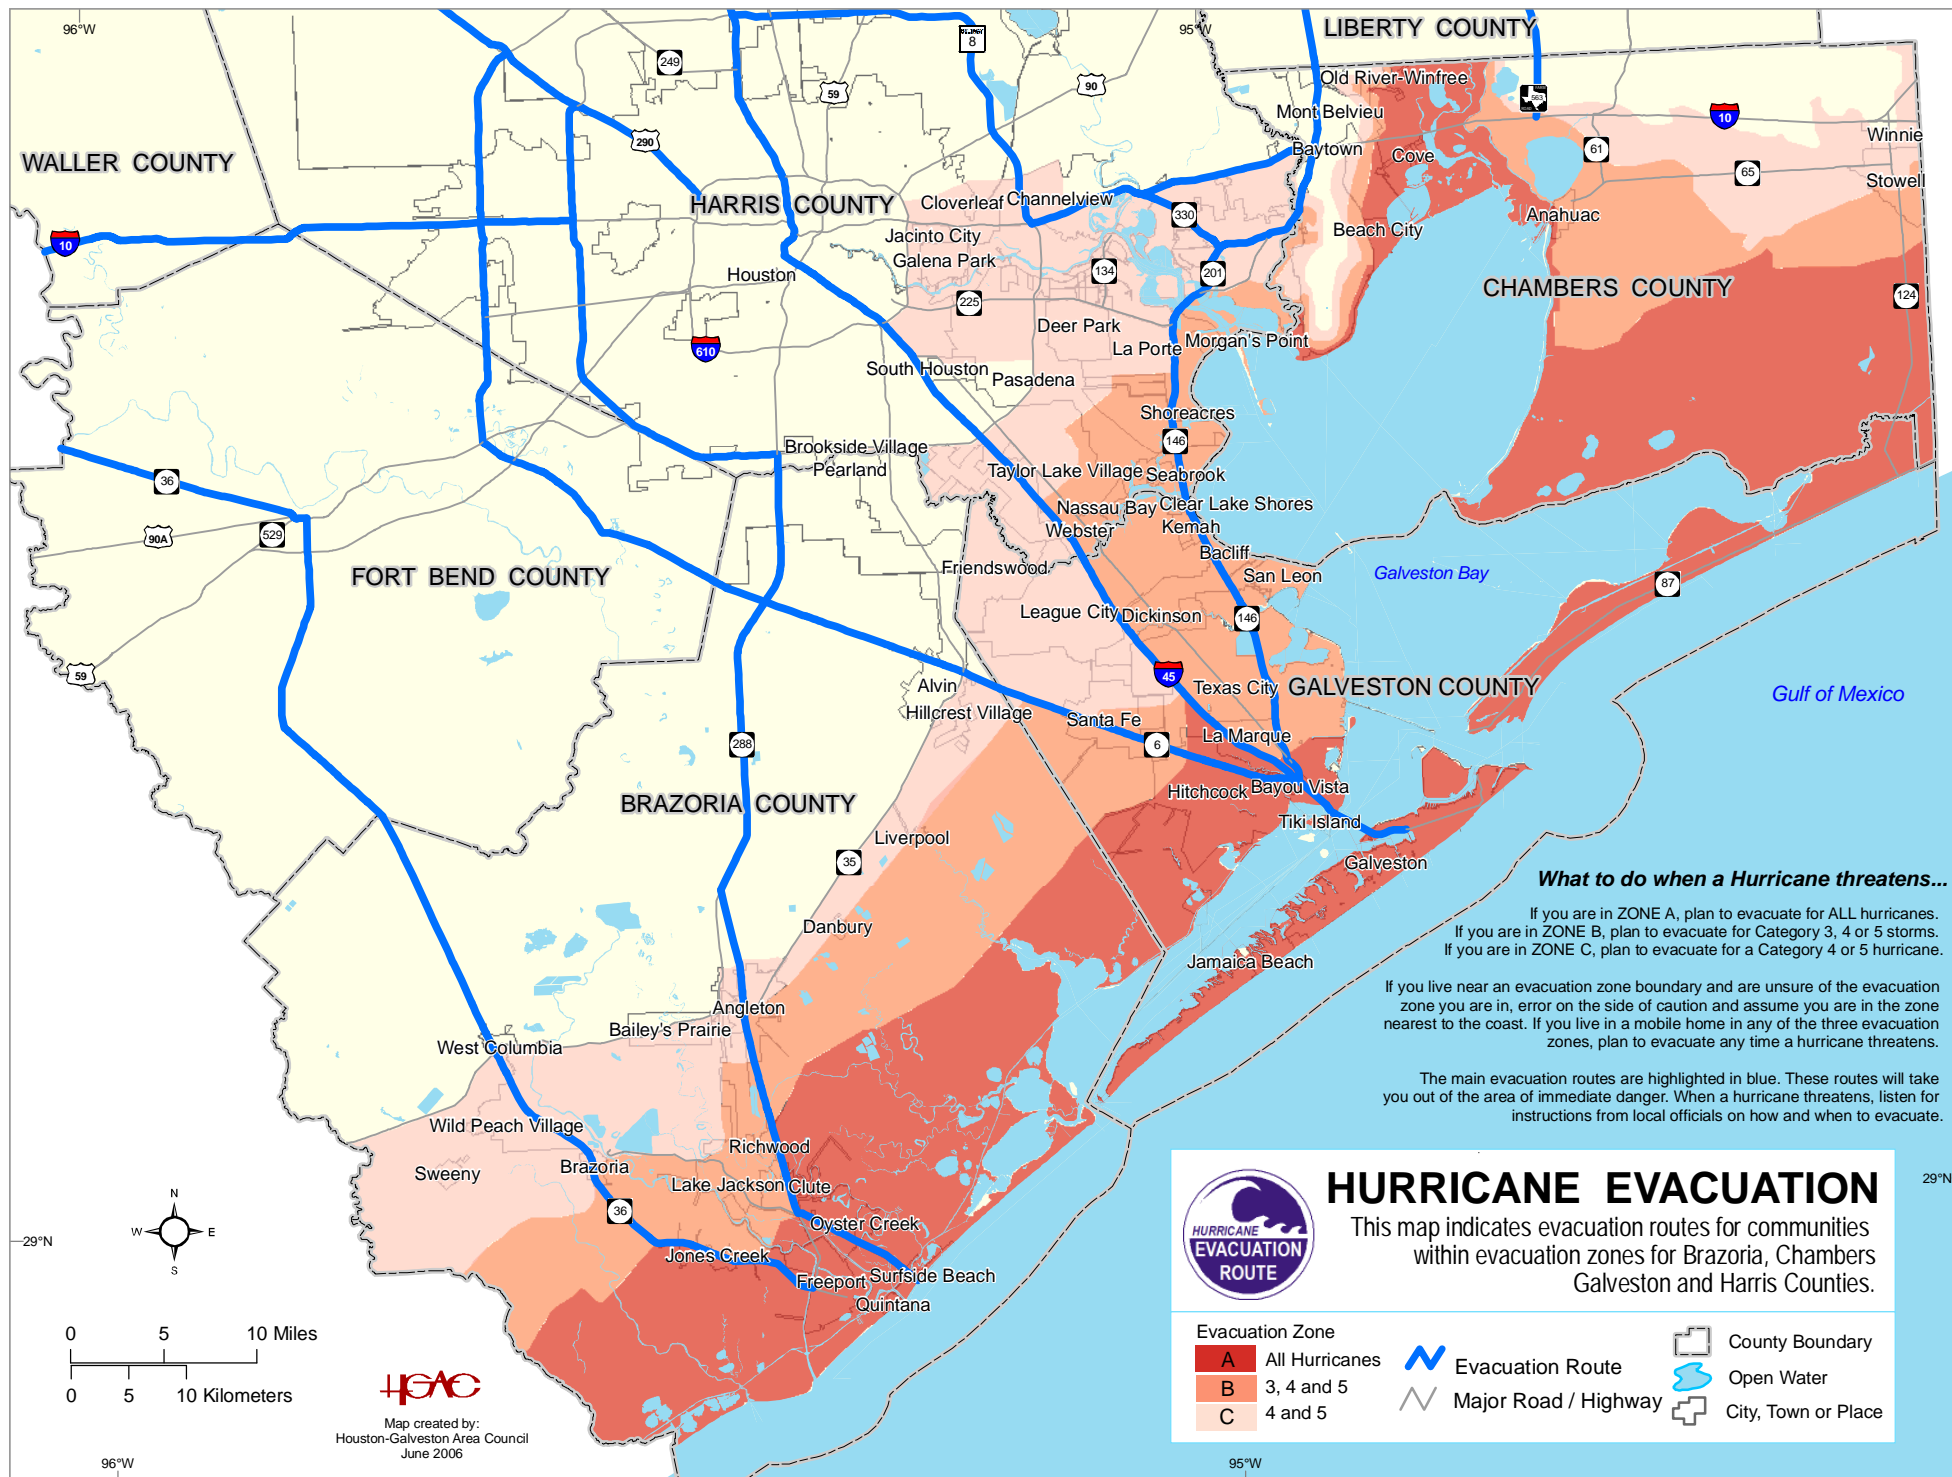 96°W
95°W
LIBERTY COUNTY
8
249
59
90
Old River-Winfree
563
Mont Belvieu
10
290
Winnie
WALLER COUNTY
Baytown
Cove
61
65
Stowell
HARRIS COUNTY
Cloverleaf
Channelview
330
Anahuac
Beach City
10
Jacinto City
Galena Park
Houston
134
201
225
CHAMBERS COUNTY
124
Deer Park
La Porte
Morgan's Point
610
South Houston
Pasadena
Shoreacres
146
Brookside Village
Pearland
Taylor Lake Village
Seabrook
36
Nassau Bay
Clear Lake Shores
Webster
Kemah
90A
529
Bacliff
Friendswood
San Leon
Galveston Bay
FORT BEND COUNTY
87
League City
Dickinson
146
59
45
Alvin
Texas City
GALVESTON COUNTY
Gulf of Mexico
Hillcrest Village
Santa Fe
288
6
La Marque
Hitchcock
Bayou Vista
BRAZORIA COUNTY
Tiki Island
Liverpool
35
Galveston
Danbury
Jamaica Beach
Angleton
Bailey's Prairie
West Columbia
Wild Peach Village
Richwood
Brazoria
Sweeny
Lake Jackson
Clute
36
Oyster Creek
Jones Creek
Freeport
Surfside Beach
Quintana
What to do when a Hurricane threatens...
If you are in ZONE A, plan to evacuate for ALL hurricanes.
If you are in ZONE B, plan to evacuate for Category 3, 4 or 5 storms.
If you are in ZONE C, plan to evacuate for a Category 4 or 5 hurricane.
If you live near an evacuation zone boundary and are unsure of the evacuation
zone you are in, error on the side of caution and assume you are in the zone
nearest to the coast. If you live in a mobile home in any of the three evacuation
zones, plan to evacuate any time a hurricane threatens.
The main evacuation routes are highlighted in blue. These routes will take
you out of the area of immediate danger. When a hurricane threatens, listen for
instructions from local officials on how and when to evacuate.
29°N
HURRICANE
EVACUATION
ROUTE
HURRICANE EVACUATION
This map indicates evacuation routes for communities
within evacuation zones for Brazoria, Chambers
Galveston and Harris Counties.
Evacuation Zone
A All Hurricanes
B 3, 4 and 5
C 4 and 5
Evacuation Route
Major Road / Highway
County Boundary
Open Water
City, Town or Place
N
W E
S
29°N
0 5 10 Miles
0 5 10 Kilometers
HGAC
Map created by:
Houston-Galveston Area Council
June 2006
96°W
95°W